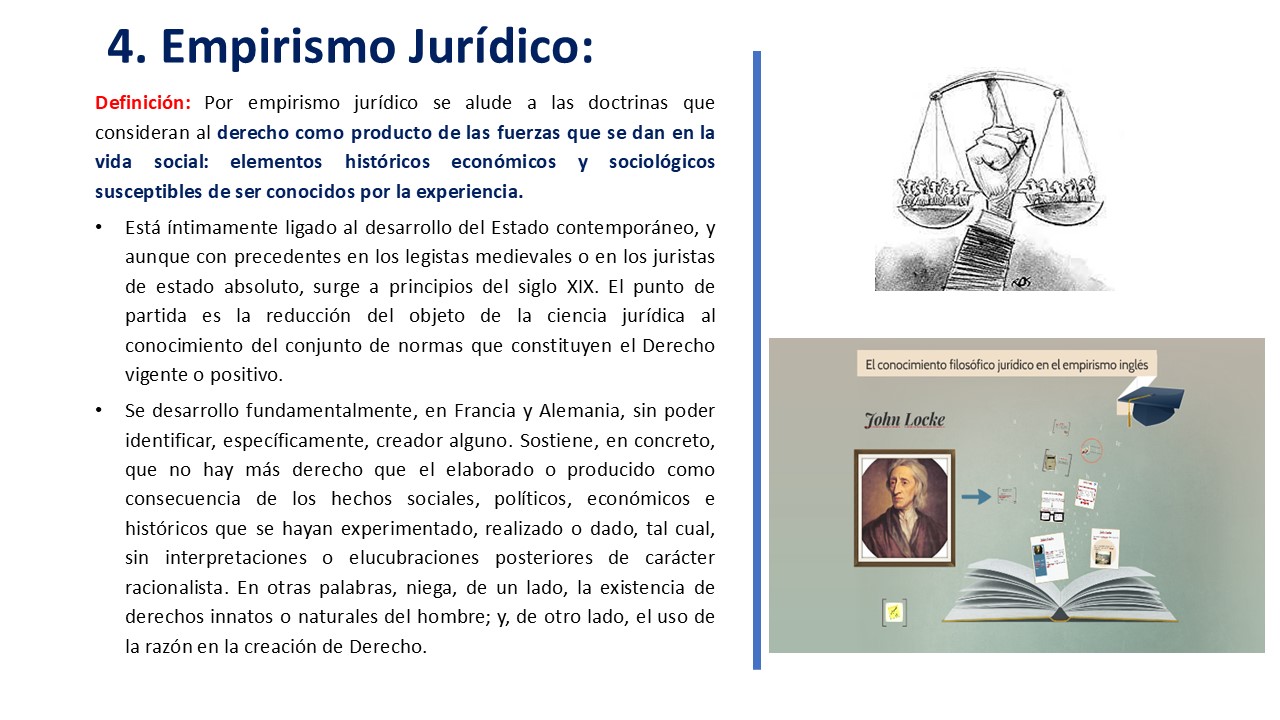 4. Empirismo Jurídico:
Definición: Por empirismo jurídico se alude a las doctrinas que
consideran al derecho como producto de las fuerzas que se dan en la
vida social: elementos históricos económicos y sociológicos
susceptibles de ser conocidos por la experiencia.
• Está íntimamente ligado al desarrollo del Estado contemporáneo, y
aunque con precedentes en los legistas medievales o en los juristas
de estado absoluto, surge a principios del siglo XIX. El punto de
partida es la reducción del objeto de la ciencia jurídica al
conocimiento del conjunto de normas que constituyen el Derecho
vigente o positivo.
• Se desarrollo fundamentalmente, en Francia y Alemania, sin poder
identificar, específicamente, creador alguno. Sostiene, en concreto,
que no hay más derecho que el elaborado o producido como
consecuencia de los hechos sociales, políticos, económicos e
históricos que se hayan experimentado, realizado o dado, tal cual,
sin interpretaciones o elucubraciones posteriores de carácter
racionalista. En otras palabras, niega, de un lado, la existencia de
derechos innatos o naturales del hombre; y, de otro lado, el uso de
la razón en la creación de Derecho.
El conocimiento filosófico jurídico en el empirismo inglés
John Locke